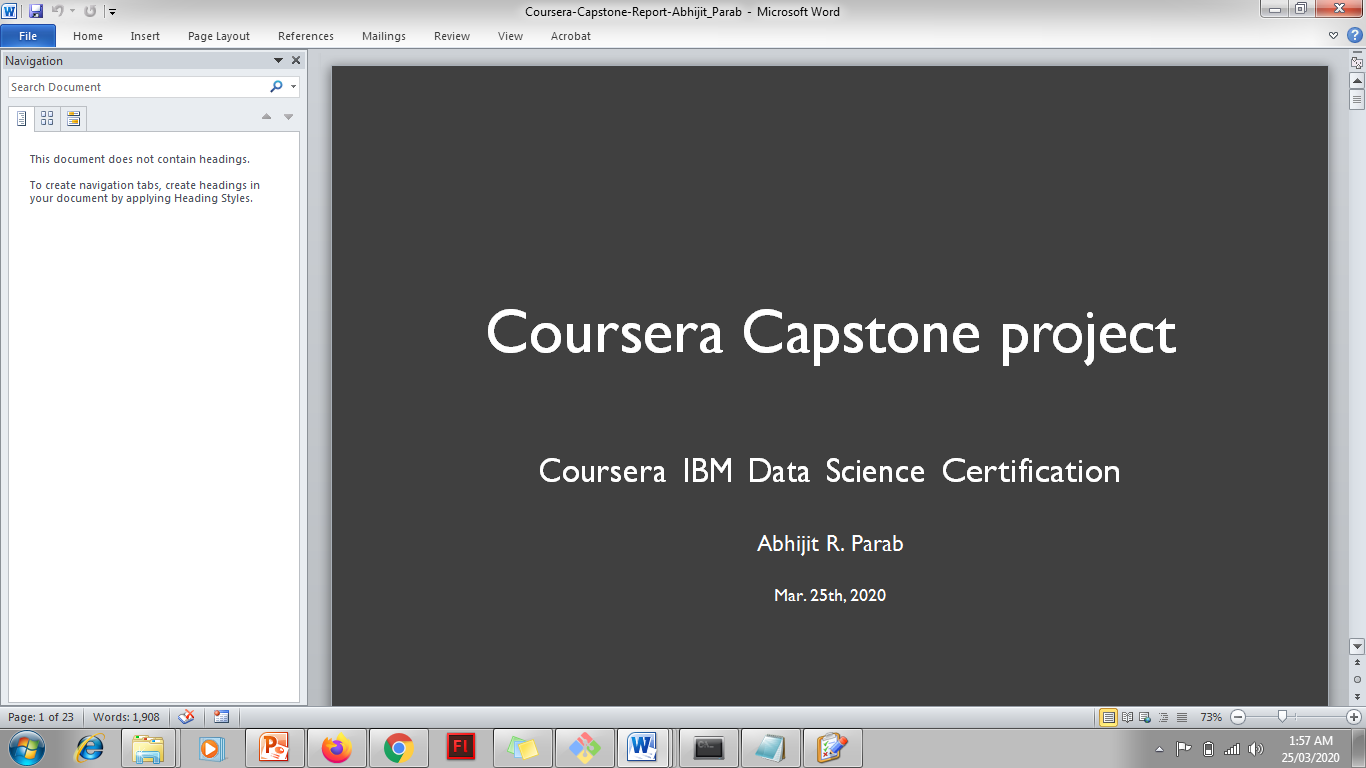 Coursera-Capstone-Report-Abhijit_Parab - Microsoft Word
File Home Insert Page Layout References Mailings Review View Acrobat
Navigation
Search Document
This document does not contain headings.
To create navigation tabs, create headings in
your document by applying Heading Styles.
Coursera Capstone project
Coursera IBM Data Science Certification
Abhijit R. Parab
Mar. 25th, 2020
Page: 1 of 23 Words: 1,908 73%
1:57 AM
25/03/2020